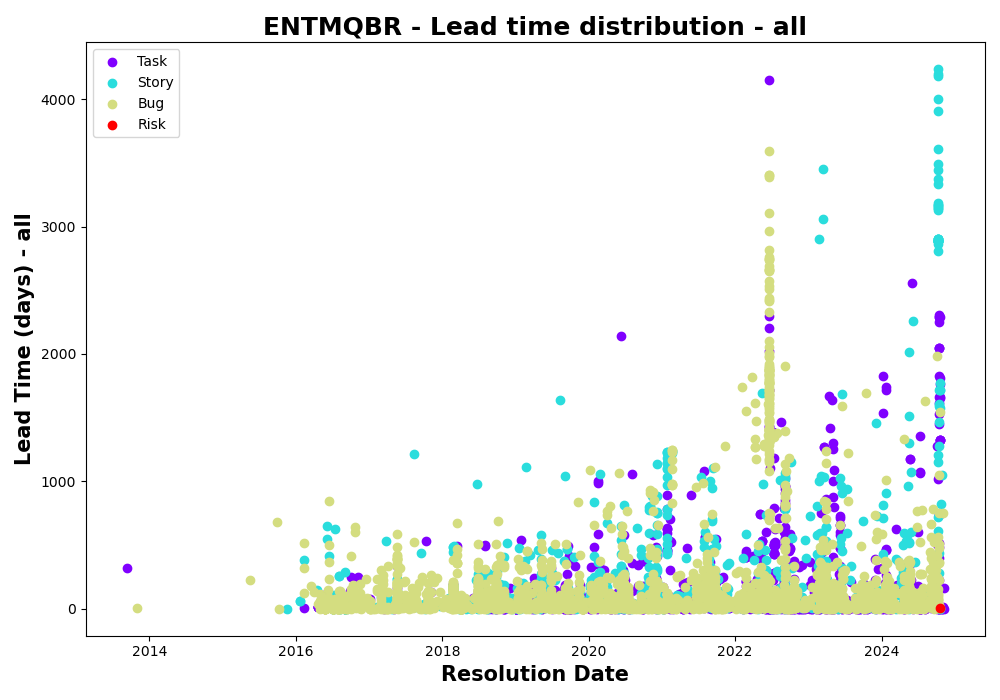 ENTMQBR - Lead time distribution - all
Task
Story
Bug
Risk
Lead Time (days) - all
4000
3000
2000
1000
0
2014
2016
2018
2020
2022
2024
Resolution Date